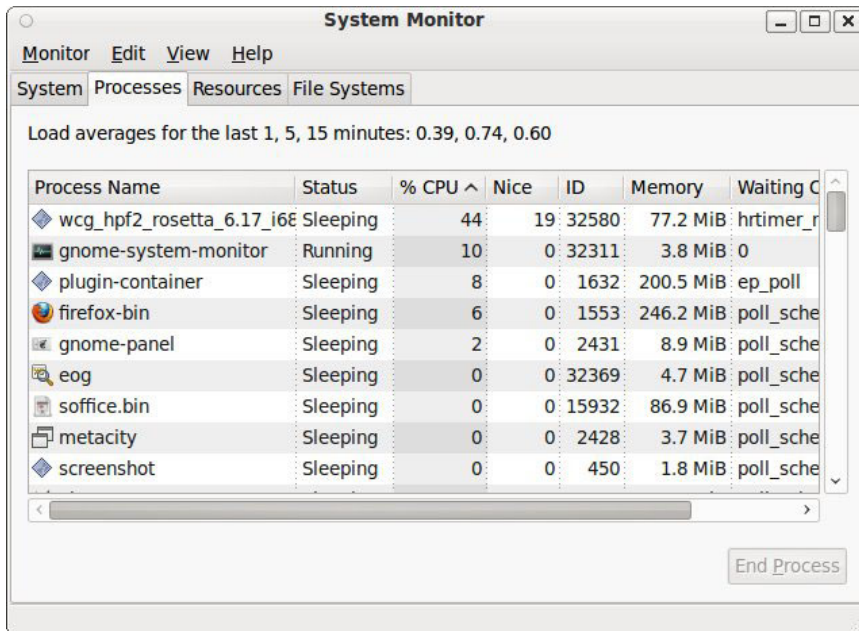 System Monitor
Monitor Edit View Help
System Processes Resources File Systems
Load averages for the last 1, 5, 15 minutes: 0.39, 0.74, 0.60
Process Name Status % CPU Nice ID Memory Waiting C
wcg_hpf2_rosetta_6.17_i68 Sleeping 44 19 32580 77.2 MiB hrtimer_r
gnome-system-monitor Running 10 0 32311 3.8 MiB 0
plugin-container Sleeping 8 0 1632 200.5 MiB ep_poll
firefox-bin Sleeping 6 0 1553 246.2 MiB poll_sche
gnome-panel Sleeping 2 0 2431 8.9 MiB poll_sche
eog Sleeping 0 0 32369 4.7 MiB poll_sche
soffice.bin Sleeping 0 0 15932 86.9 MiB poll_sche
metacity Sleeping 0 0 2428 3.7 MiB poll_sche
screenshot Sleeping 0 0 450 1.8 MiB poll_sche
End Process